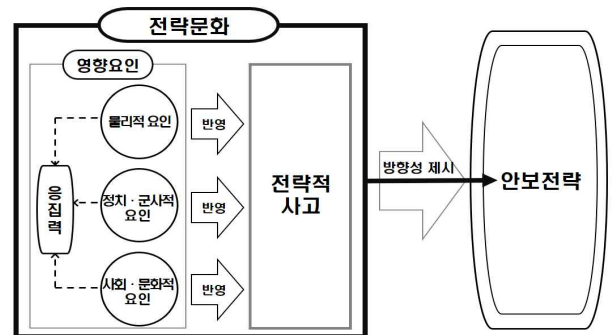 전략문화
영향요인
물리적 요인
반영
응집력
정치 · 군사적
요인
반영
사회 · 문화적
요인
반영
전략적
사고
방향성 제시
안보전략